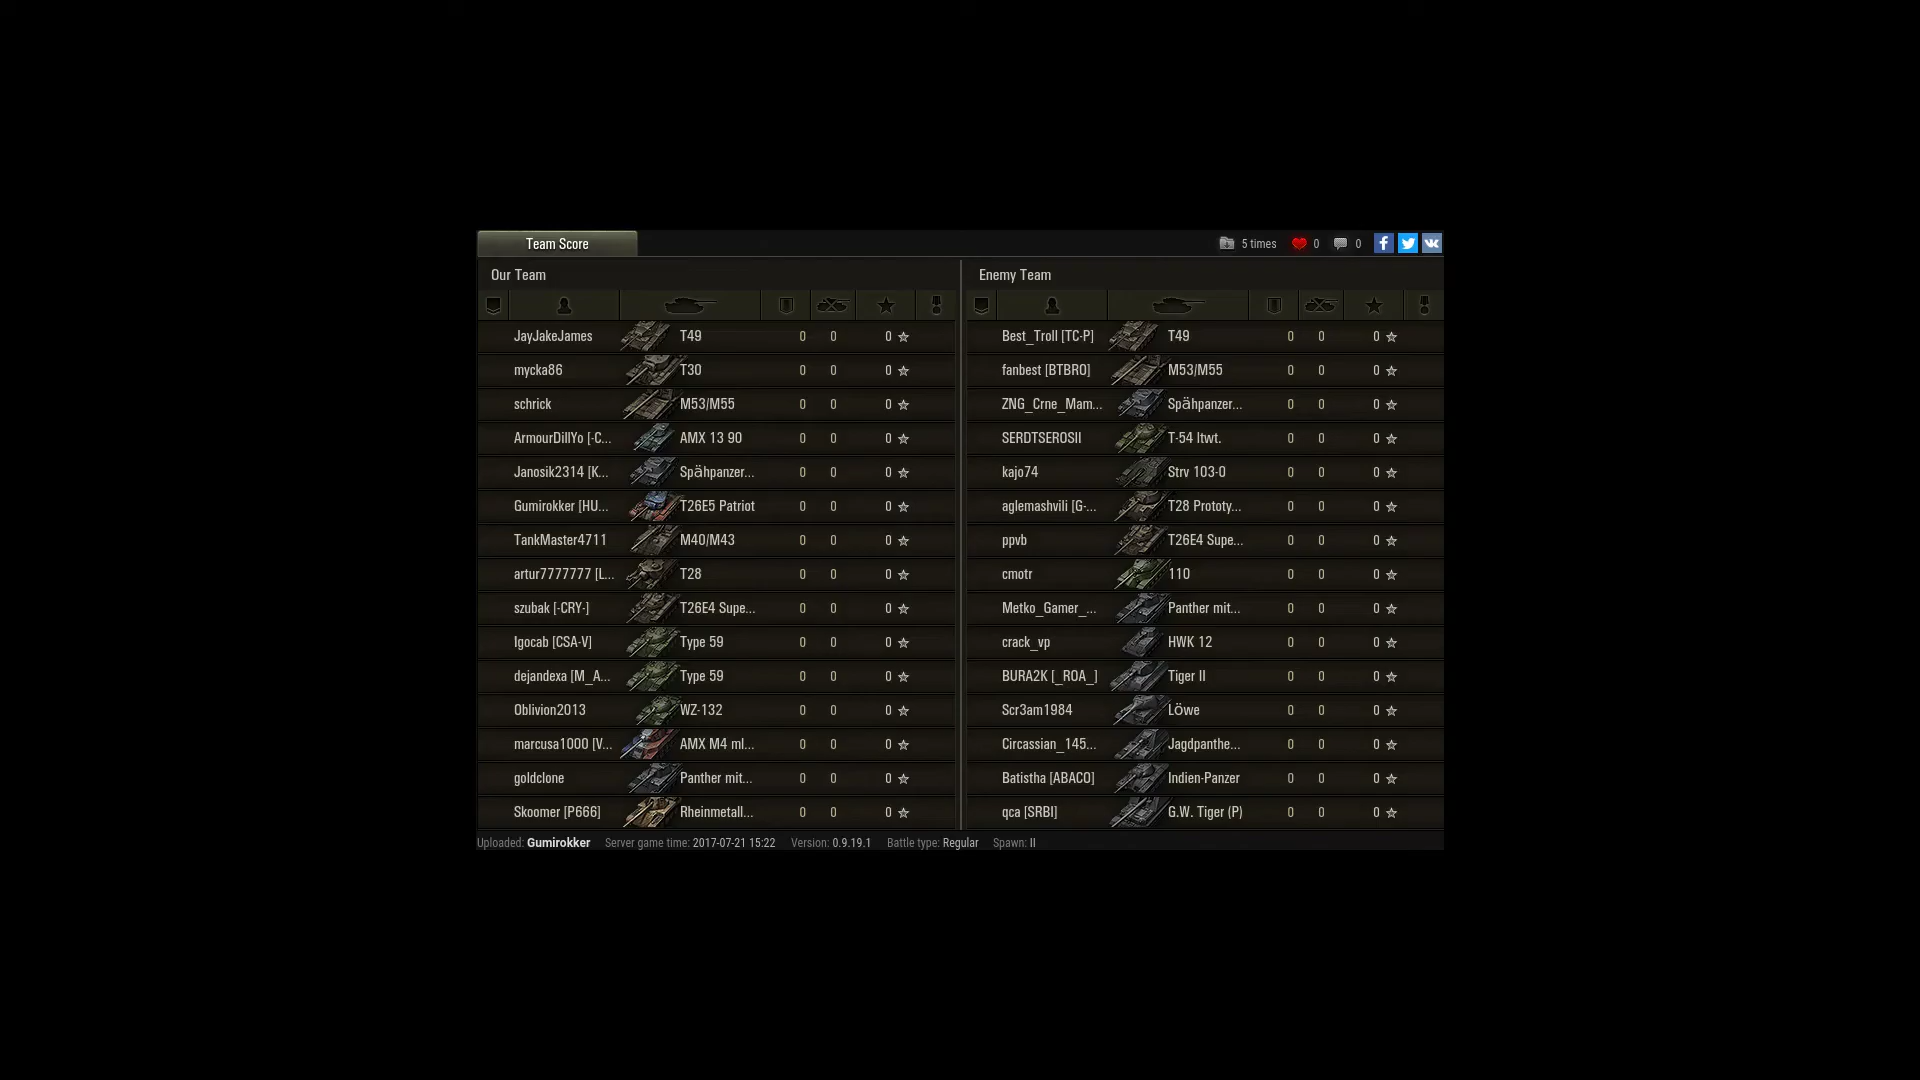 Team Score 5 times 0 0
Our Team Enemy Team
JayJakeJames T49 0 0 0 Best_Troll [TC-P] T49 0 0 0
mycka86 T30 0 0 0 fanbest [BTBRO] M53/M55 0 0 0
schrick M53/M55 0 0 0 ZNG_Crne_Mam... Spähpanzer... 0 0 0
ArmourDillYo [-C... AMX 13 90 0 0 0 SERDTSEROSII T-54 ltwt. 0 0 0
Janosik2314 [K... Spähpanzer... 0 0 0 kajo74 Strv 103-0 0 0 0
Gumirokker [HU... T26E5 Patriot 0 0 0 aglemashvili [G-... T28 Prototy... 0 0 0
TankMaster4711 M40/M43 0 0 0 ppvb T26E4 Supe... 0 0 0
artur7777777 [L... T28 0 0 0 cmotr 110 0 0 0
szubak [-CRY-] T26E4 Supe... 0 0 0 Metko_Gamer_... Panther mit... 0 0 0
Igocab [CSA-V] Type 59 0 0 0 crack_vp HWK 12 0 0 0
dejandexa [M_A... Type 59 0 0 0 BURA2K [_ROA_] Tiger II 0 0 0
Oblivion2013 WZ-132 0 0 0 Scr3am1984 Löwe 0 0 0
marcusa1000 [V... AMX M4 ml... 0 0 0 Circassian_145... Jagdpanthe... 0 0 0
goldclone Panther mit... 0 0 0 Batistha [ABACO] Indien-Panzer 0 0 0
Skoomer [P666] Rheinmetall... 0 0 0 qca [SRBI] G.W. Tiger (P) 0 0 0
Uploaded: Gumirokker Server game time: 2017-07-21 15:22 Version: 0.9.19.1 Battle type: Regular Spawn: II